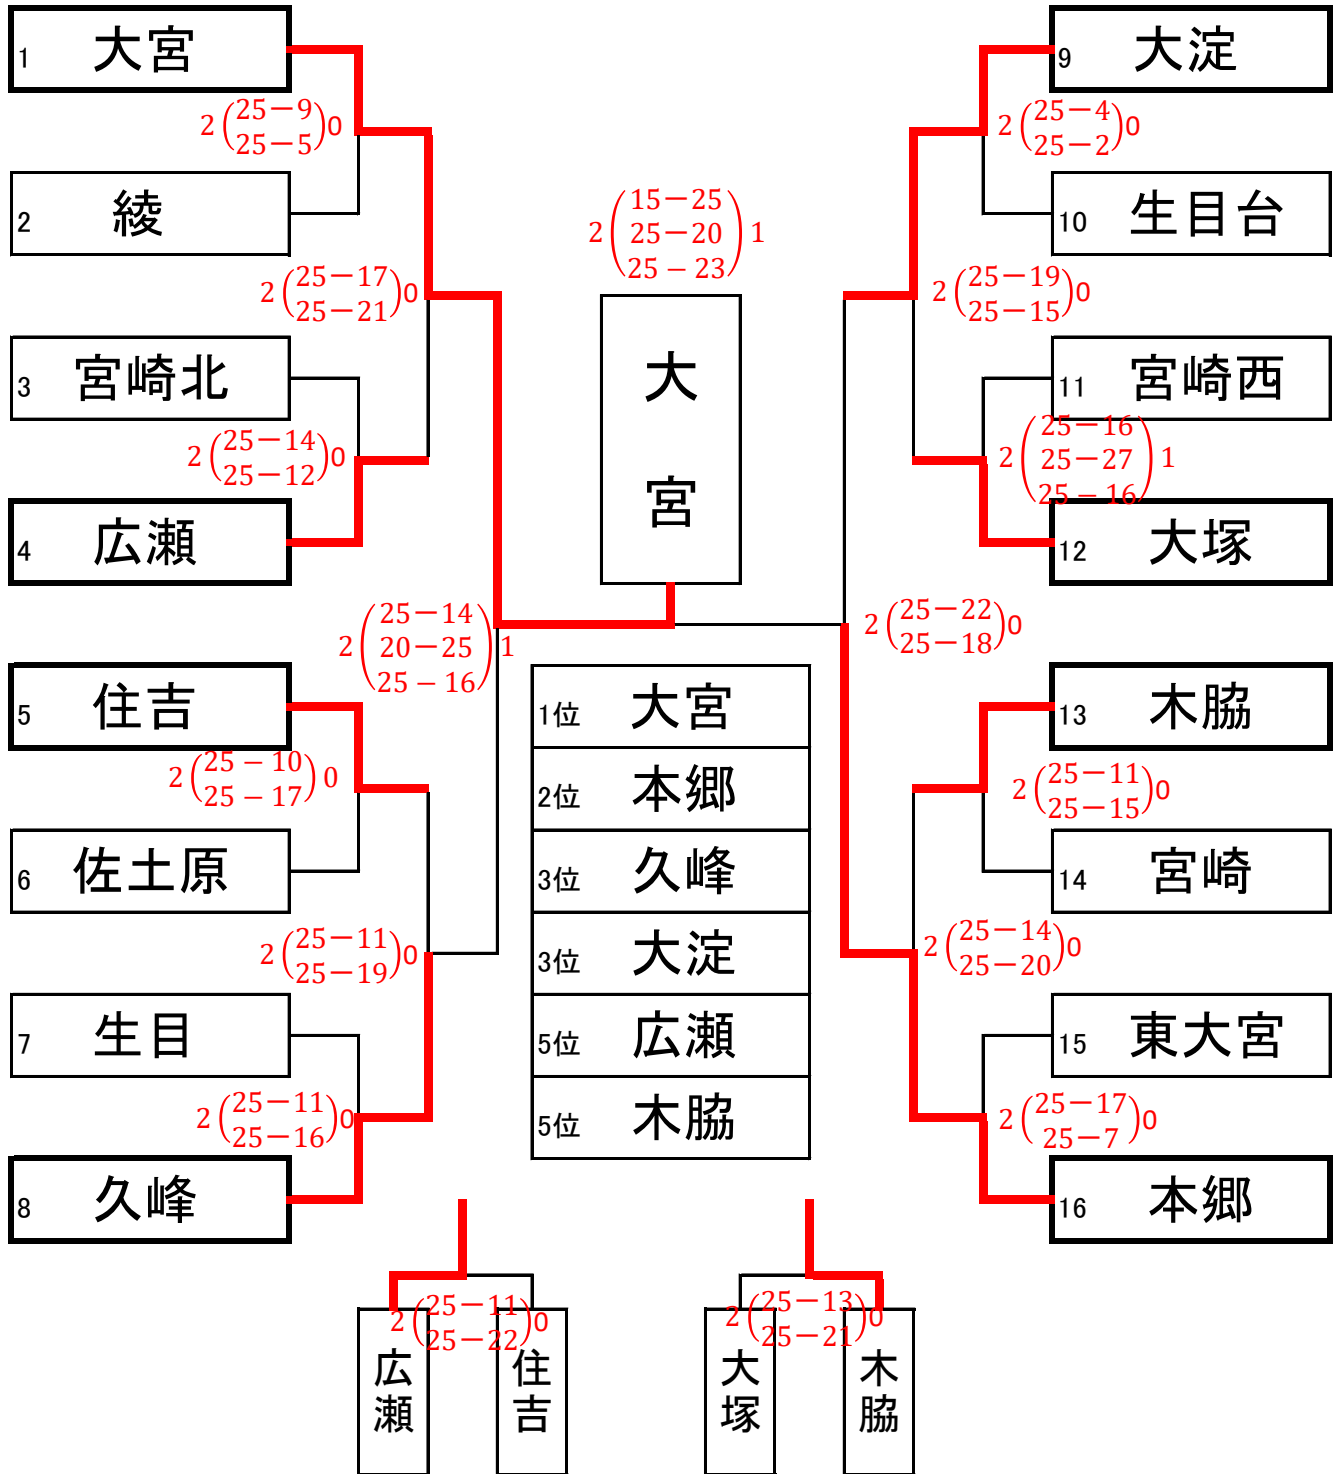 1 大宮
2(25－9
25－5)0
2 綾
2(25－17
25－21)0
3 宮崎北
2(25－14
25－12)0
4 広瀬
2(25－14
20－25
25－16)1
5 住吉
2(25－10
25－17)0
6 佐土原
2(25－11
25－19)0
7 生目
2(25－11
25－16)0
8 久峰
2(15－25
25－20
25－23)1
大宮
1位 大宮
2位 本郷
3位 久峰
3位 大淀
5位 広瀬
5位 木脇
9 大淀
2(25－4
25－2)0
10 生目台
2(25－19
25－15)0
11 宮崎西
2(25－16
25－27
25－16)1
12 大塚
2(25－22
25－18)0
13 木脇
2(25－11
25－15)0
14 宮崎
2(25－14
25－20)0
15 東大宮
2(25－17
25－7)0
16 本郷
2(25－11
25－22)0
広瀬
住吉
2(25－13
25－21)0
大塚
木脇